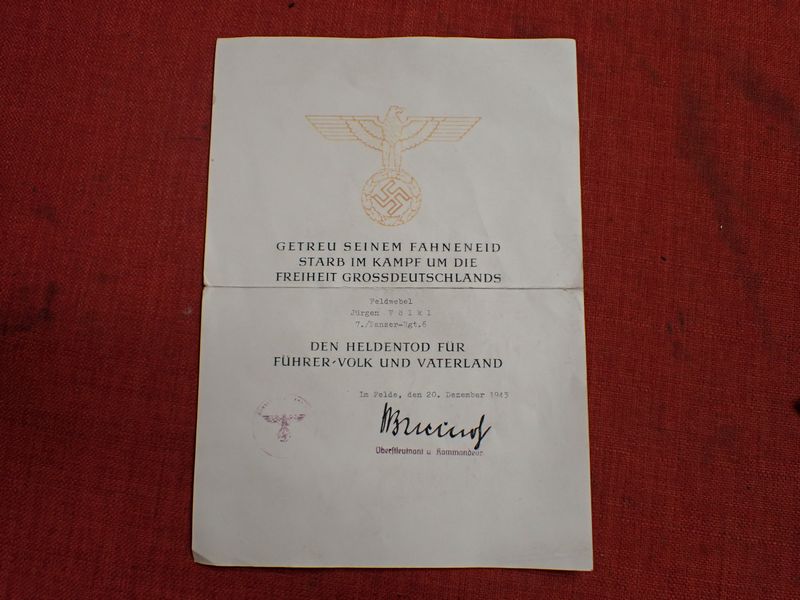 GETREU SEINEM FAHNENEID
STARB IM KAMPF UM DIE
FREIHEIT GROSSDEUTSCHLANDS
Feldwebel
Jürgen V ö l k l
7./Panzer-Rgt.6
DEN HELDENTOD FÜR
FÜHRER-VOLK UND VATERLAND
Im Felde, den 20. Dezember 1943
Oberstleutnant u Kommandeur